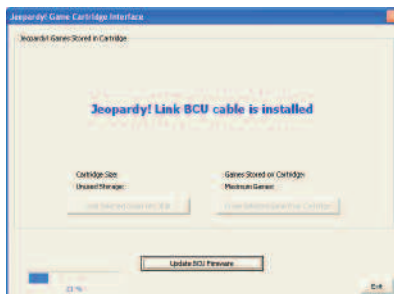 Jeopardy! Game Cartridge Interface
Jeopardy! Games Stored in Cartridge
Jeopardy! Link BCU cable is installed
Cartridge Size:
Games Stored on Cartridge:
Unused Storage:
Maximum Games:
Update BCU Firmware
Exit